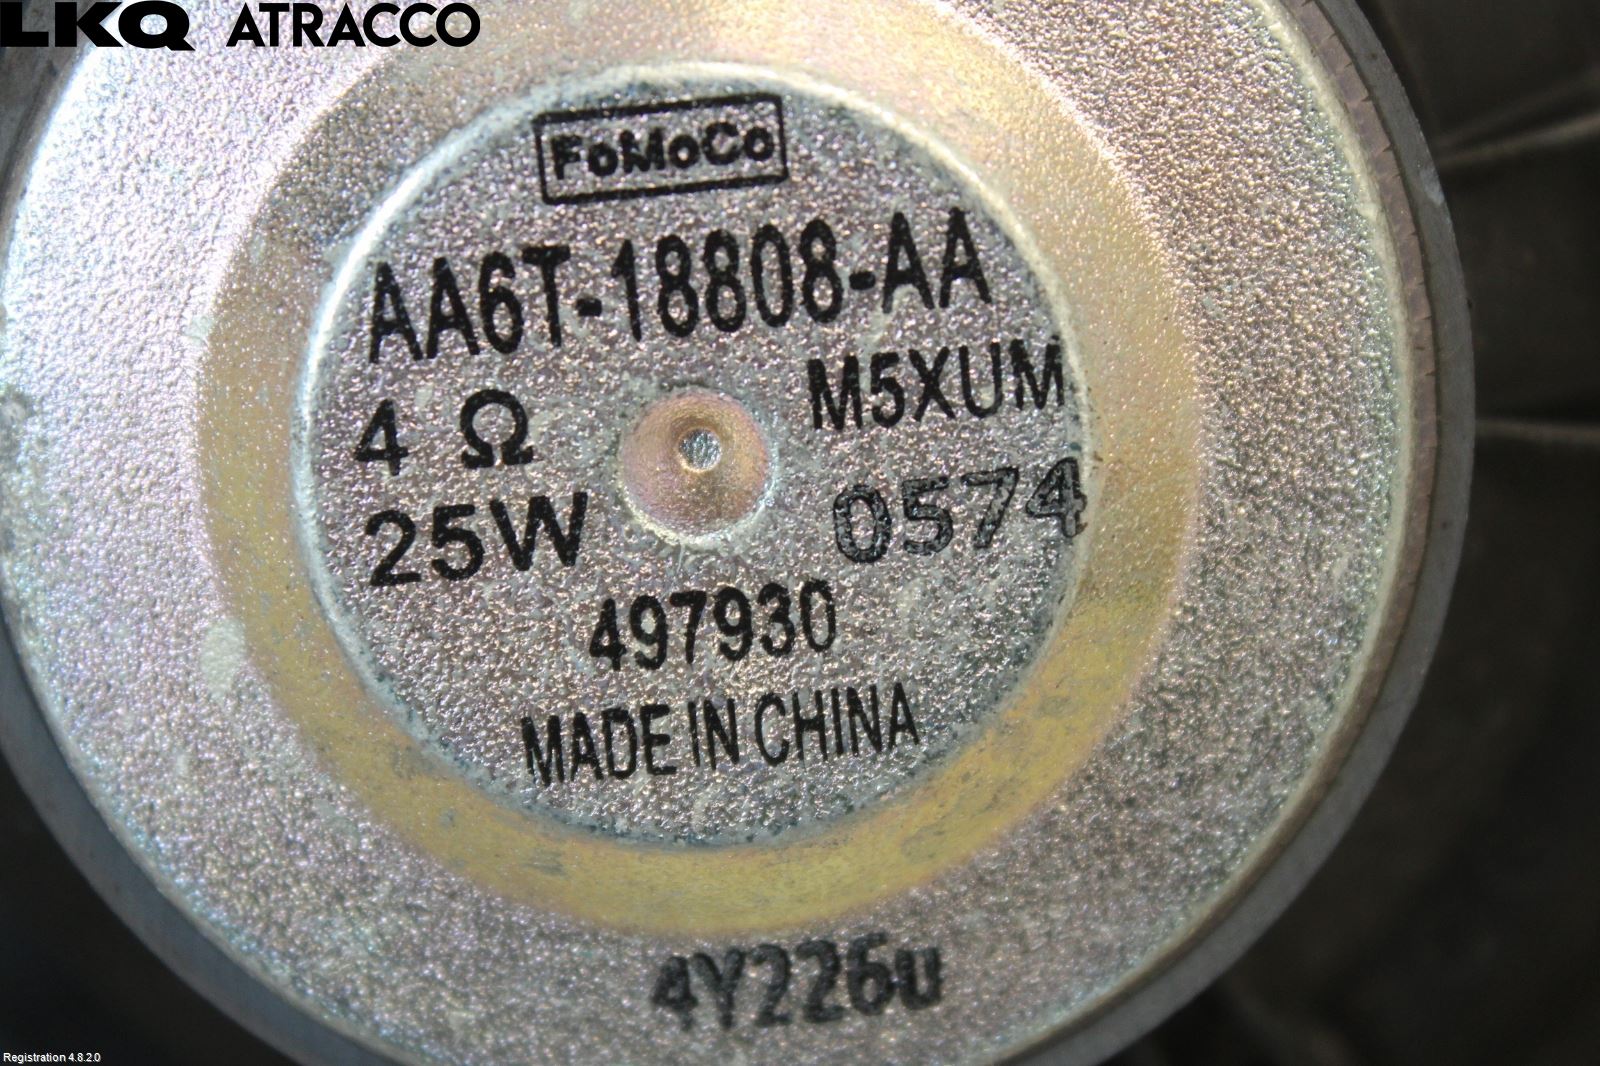 LKQ ATRACCO
FoMoCo
AA6T-18808-AA
4 Ω M5XUM
25W 0574
497930
MADE IN CHINA
4Y226u
Registration 4.8.2.0